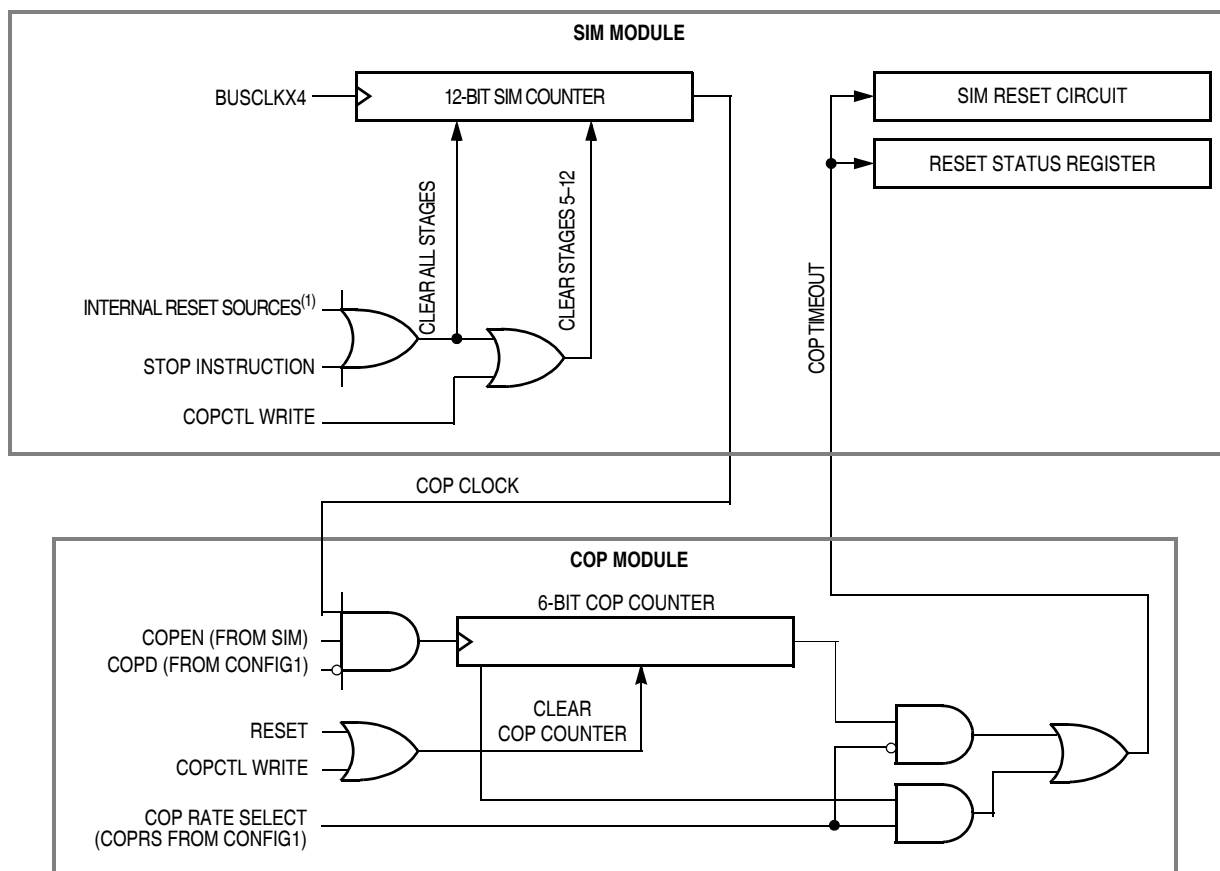 SIM MODULE
BUSCLKX4
12-BIT SIM COUNTER
SIM RESET CIRCUIT
RESET STATUS REGISTER
CLEAR ALL STAGES
CLEAR STAGES 5–12
COP TIMEOUT
INTERNAL RESET SOURCES(1)
STOP INSTRUCTION
COPCTL WRITE
COP CLOCK
COP MODULE
6-BIT COP COUNTER
COPEN (FROM SIM)
COPD (FROM CONFIG1)
CLEAR
COP COUNTER
RESET
COPCTL WRITE
COP RATE SELECT
(COPRS FROM CONFIG1)